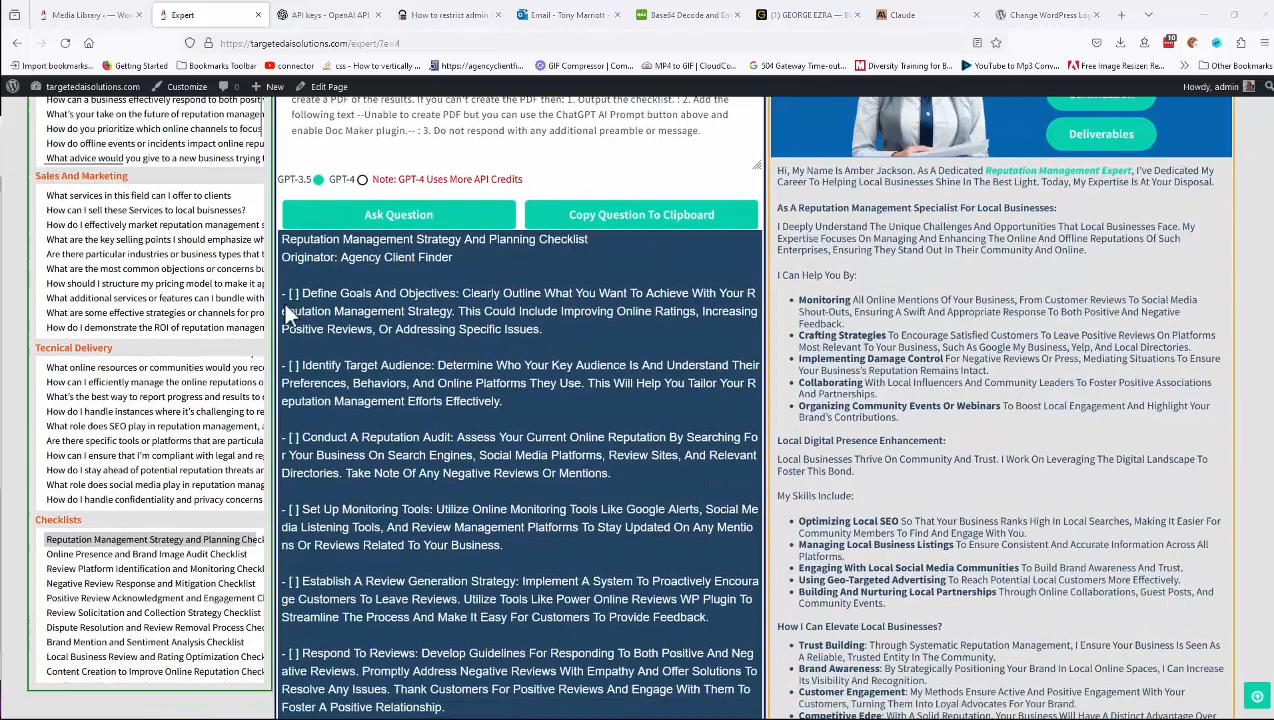 Media Library ‹ — Wor
Expert
API keys - OpenAI API
How to restrict admin
Email - Tony Marriott
Base64 Decode and En
(1) GEORGE EZRA — B
Claude
Change WordPress Log
https://targetedaisolutions.com/expert/?e=4
10
Import bookmarks...
Getting Started
Bookmarks Toolbar
connector
css - How to vertically ...
https://agencyclientfi...
GIF Compressor | Com...
MP4 to GIF | CloudCo...
504 Gateway Time-out...
Diversity Training for B...
YouTube to Mp3 Conv...
Free Image Resizer: Re...
Other Bookmarks
targetedaisolutions.com
Customize
0
New
Edit Page
Howdy, admin
How can a business effectively respond to both posit
What's your take on the future of reputation managen
How do you prioritize which online channels to focus
How do offline events or incidents impact online repu
What advice would you give to a new business trying
Sales And Marketing
What services in this field can I offer to clients
How can I sell these Services to local businesses?
How do I effectively market reputation management s
What are the key selling points I should emphasize wh
Are there particular industries or business types that
What are the most common objections or concerns bu
How should I structure my pricing model to make it ap
What additional services or features can I bundle with
What are some effective strategies or channels for pro
How do I demonstrate the ROI of reputation managem
Tecnical Delivery
What online resources or communities would you rece
How can I efficiently manage the online reputations o
What's the best way to report progress and results to c
How do I handle instances where it's challenging to re
What role does SEO play in reputation management, a
Are there specific tools or platforms that are particula
How can I ensure that I'm compliant with legal and reg
How do I stay ahead of potential reputation threats an
What role does social media play in reputation manag
How do I handle confidentiality and privacy concerns
Checklists
Reputation Management Strategy and Planning Check
Online Presence and Brand Image Audit Checklist
Review Platform Identification and Monitoring Checkl
Negative Review Response and Mitigation Checklist
Positive Review Acknowledgment and Engagement C
Review Solicitation and Collection Strategy Checklist
Dispute Resolution and Review Removal Process Chec
Brand Mention and Sentiment Analysis Checklist
Local Business Review and Rating Optimization Check
Content Creation to Improve Online Reputation Check
create a PDF of the results. If you can't create the PDF then: 1. Output the checklist. : 2. Add the
following text --Unable to create PDF but you can use the ChatGPT AI Prompt button above and
enable Doc Maker plugin.-- : 3. Do not respond with any additional preamble or message.
GPT-3.5 GPT-4 Note: GPT-4 Uses More API Credits
Ask Question
Copy Question To Clipboard
Reputation Management Strategy And Planning Checklist
Originator: Agency Client Finder
- [ ] Define Goals And Objectives: Clearly Outline What You Want To Achieve With Your R
eputation Management Strategy. This Could Include Improving Online Ratings, Increasing
Positive Reviews, Or Addressing Specific Issues.
- [ ] Identify Target Audience: Determine Who Your Key Audience Is And Understand Their
Preferences, Behaviors, And Online Platforms They Use. This Will Help You Tailor Your R
eputation Management Efforts Effectively.
- [ ] Conduct A Reputation Audit: Assess Your Current Online Reputation By Searching Fo
r Your Business On Search Engines, Social Media Platforms, Review Sites, And Relevant
Directories. Take Note Of Any Negative Reviews Or Mentions.
- [ ] Set Up Monitoring Tools: Utilize Online Monitoring Tools Like Google Alerts, Social Me
dia Listening Tools, And Review Management Platforms To Stay Updated On Any Mentio
ns Or Reviews Related To Your Business.
- [ ] Establish A Review Generation Strategy: Implement A System To Proactively Encoura
ge Customers To Leave Reviews. Utilize Tools Like Power Online Reviews WP Plugin To
Streamline The Process And Make It Easy For Customers To Provide Feedback.
- [ ] Respond To Reviews: Develop Guidelines For Responding To Both Positive And Neg
ative Reviews. Promptly Address Negative Reviews With Empathy And Offer Solutions To
Resolve Any Issues. Thank Customers For Positive Reviews And Engage With Them To
Foster A Positive Relationship.
Deliverables
Hi, My Name Is Amber Jackson. As A Dedicated Reputation Management Expert, I've Dedicated My
Career To Helping Local Businesses Shine In The Best Light. Today, My Expertise Is At Your Disposal.
As A Reputation Management Specialist For Local Businesses:
I Deeply Understand The Unique Challenges And Opportunities That Local Businesses Face. My
Expertise Focuses On Managing And Enhancing The Online And Offline Reputations Of Such
Enterprises, Ensuring They Stand Out In Their Community And Online.
I Can Help You By:
Monitoring All Online Mentions Of Your Business, From Customer Reviews To Social Media
Shout-Outs, Ensuring A Swift And Appropriate Response To Both Positive And Negative
Feedback.
Crafting Strategies To Encourage Satisfied Customers To Leave Positive Reviews On Platforms
Most Relevant To Your Business, Such As Google My Business, Yelp, And Local Directories.
Implementing Damage Control For Negative Reviews Or Press, Mediating Situations To Ensure
Your Business's Reputation Remains Intact.
Collaborating With Local Influencers And Community Leaders To Foster Positive Associations
And Partnerships.
Organizing Community Events Or Webinars To Boost Local Engagement And Highlight Your
Brand's Contributions.
Local Digital Presence Enhancement:
Local Businesses Thrive On Community And Trust. I Work On Leveraging The Digital Landscape To
Foster This Bond.
My Skills Include:
Optimizing Local SEO So That Your Business Ranks High In Local Searches, Making It Easier For
Community Members To Find And Engage With You.
Managing Local Business Listings To Ensure Consistent And Accurate Information Across All
Platforms.
Engaging With Local Social Media Communities To Build Brand Awareness And Trust.
Using Geo-Targeted Advertising To Reach Potential Local Customers More Effectively.
Building And Nurturing Local Partnerships Through Online Collaborations, Guest Posts, And
Community Events.
How I Can Elevate Local Businesses?
Trust Building: Through Systematic Reputation Management, I Ensure Your Business Is Seen As
A Reliable, Trusted Entity In The Community.
Brand Awareness: By Strategically Positioning Your Brand In Local Online Spaces, I Can Increase
Its Visibility And Recognition.
Customer Engagement: My Methods Ensure Active And Positive Engagement With Your
Customers, Turning Them Into Loyal Advocates For Your Brand.
Competitive Edge: With A Solid Reputation, Your Business Will Have A Distinct Advantage Over